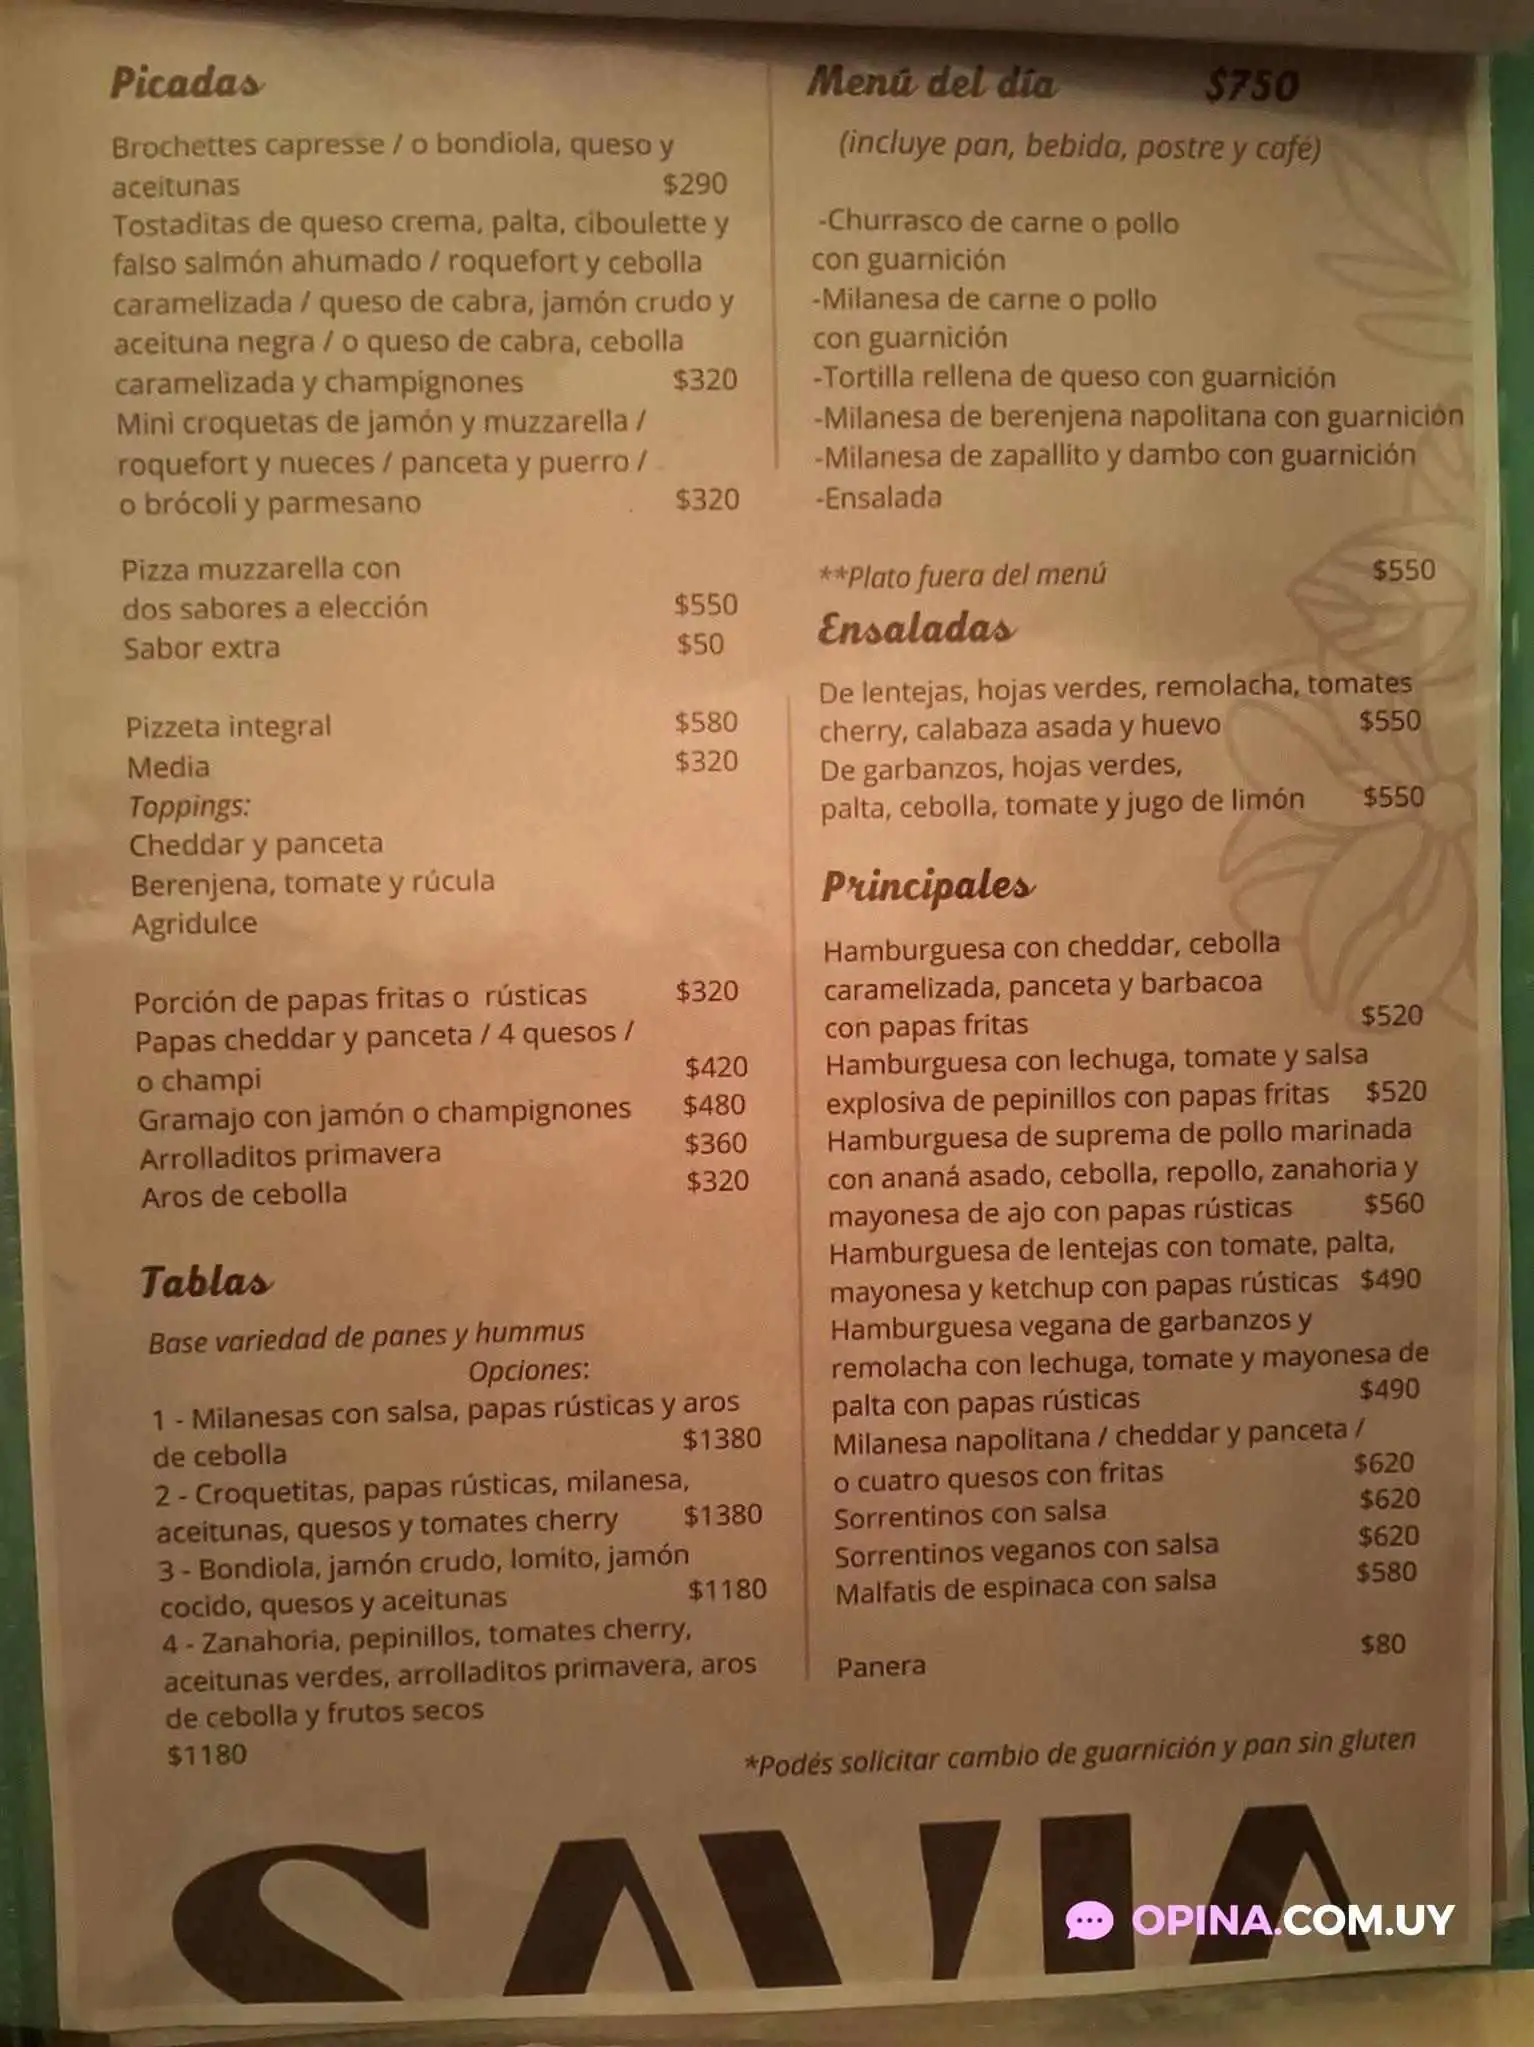 Picadas
Brochettes capresse / o bondiola, queso y
aceitunas $290
Tostaditas de queso crema, palta, ciboulette y
falso salmón ahumado / roquefort y cebolla
caramelizada / queso de cabra, jamón crudo y
aceituna negra / o queso de cabra, cebolla
caramelizada y champignones $320
Mini croquetas de jamón y muzzarella /
roquefort y nueces / panceta y puerro /
o brócoli y parmesano $320
Pizza muzzarella con
dos sabores a elección $550
Sabor extra $50
Pizzeta integral $580
Media $320
Toppings:
Cheddar y panceta
Berenjena, tomate y rúcula
Agridulce
Porción de papas fritas o rústicas $320
Papas cheddar y panceta / 4 quesos /
o champi $420
Gramajo con jamón o champignones $480
Arrolladitos primavera $360
Aros de cebolla $320
Tablas
Base variedad de panes y hummus
Opciones:
1 - Milanesas con salsa, papas rústicas y aros
de cebolla $1380
2 - Croquetitas, papas rústicas, milanesa,
aceitunas, quesos y tomates cherry $1380
3 - Bondiola, jamón crudo, lomito, jamón
cocido, quesos y aceitunas $1180
4 - Zanahoria, pepinillos, tomates cherry,
aceitunas verdes, arrolladitos primavera, aros
de cebolla y frutos secos
$1180
Menú del día $750
(incluye pan, bebida, postre y café)
-Churrasco de carne o pollo
con guarnición
-Milanesa de carne o pollo
con guarnición
-Tortilla rellena de queso con guarnición
-Milanesa de berenjena napolitana con guarnición
-Milanesa de zapallito y dambo con guarnición
-Ensalada
**Plato fuera del menú $550
Ensaladas
De lentejas, hojas verdes, remolacha, tomates
cherry, calabaza asada y huevo $550
De garbanzos, hojas verdes,
palta, cebolla, tomate y jugo de limón $550
Principales
Hamburguesa con cheddar, cebolla
caramelizada, panceta y barbacoa
con papas fritas $520
Hamburguesa con lechuga, tomate y salsa
explosiva de pepinillos con papas fritas $520
Hamburguesa de suprema de pollo marinada
con ananá asado, cebolla, repollo, zanahoria y
mayonesa de ajo con papas rústicas $560
Hamburguesa de lentejas con tomate, palta,
mayonesa y ketchup con papas rústicas $490
Hamburguesa vegana de garbanzos y
remolacha con lechuga, tomate y mayonesa de
palta con papas rústicas $490
Milanesa napolitana / cheddar y panceta /
o cuatro quesos con fritas $620
Sorrentinos con salsa $620
Sorrentinos veganos con salsa $620
Malfatis de espinaca con salsa $580
Panera $80
*Podés solicitar cambio de guarnición y pan sin gluten
SAVIA
OPINA.COM.UY